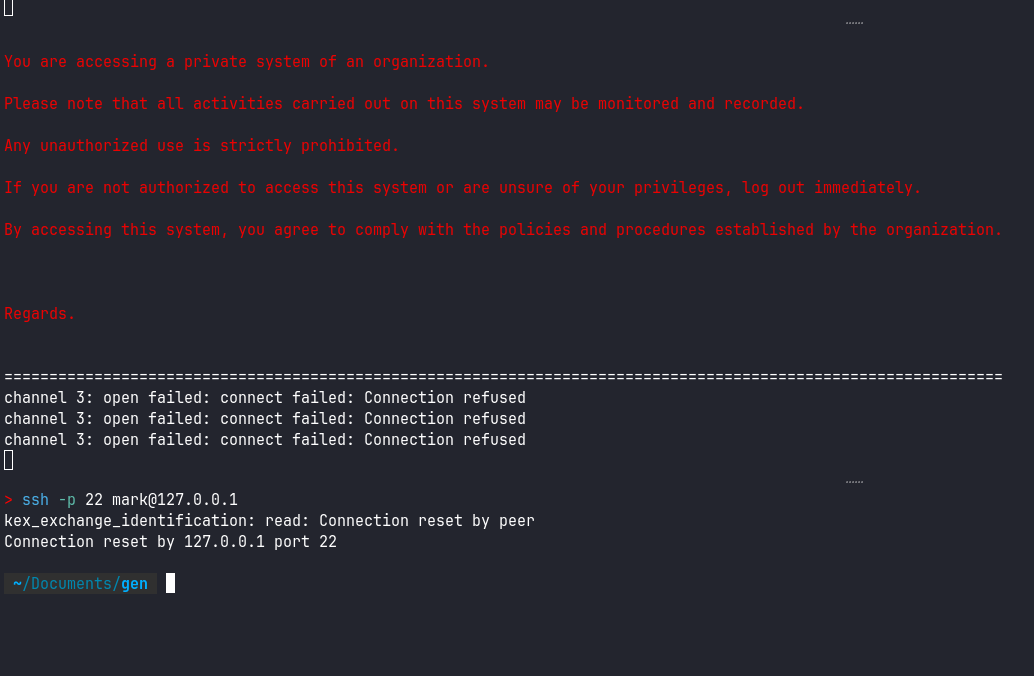 ……
You are accessing a private system of an organization.
Please note that all activities carried out on this system may be monitored and recorded.
Any unauthorized use is strictly prohibited.
If you are not authorized to access this system or are unsure of your privileges, log out immediately.
By accessing this system, you agree to comply with the policies and procedures established by the organization.
Regards.
===============================================================================================================
channel 3: open failed: connect failed: Connection refused
channel 3: open failed: connect failed: Connection refused
channel 3: open failed: connect failed: Connection refused
……
> ssh -p 22 mark@127.0.0.1
kex_exchange_identification: read: Connection reset by peer
Connection reset by 127.0.0.1 port 22
~/Documents/gen